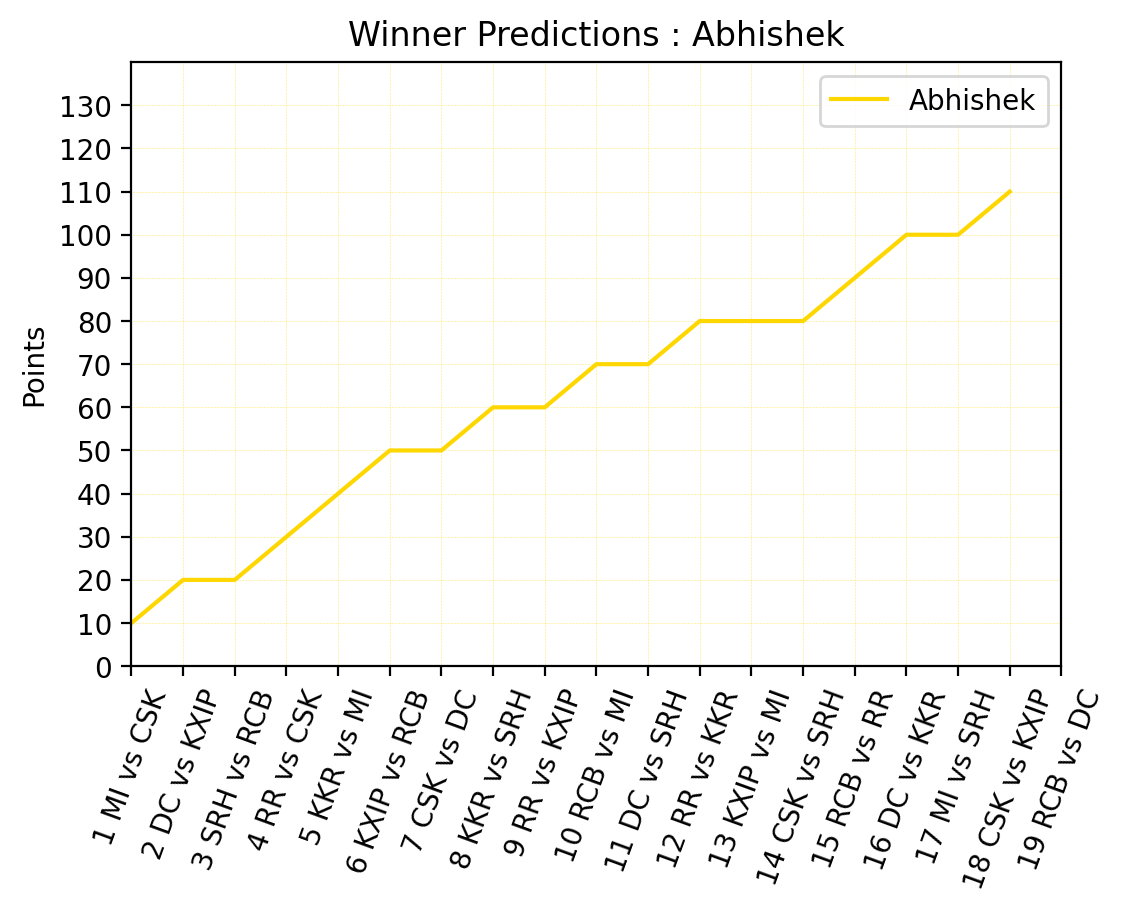 Winner Predictions : Abhishek
Abhishek
Points
130
120
110
100
90
80
70
60
50
40
30
20
10
0
1 MI vs CSK
2 DC vs KXIP
3 SRH vs RCB
4 RR vs CSK
5 KKR vs MI
6 KXIP vs RCB
7 CSK vs DC
8 KKR vs SRH
9 RR vs KXIP
10 RCB vs MI
11 DC vs SRH
12 RR vs KKR
13 KXIP vs MI
14 CSK vs SRH
15 RCB vs RR
16 DC vs KKR
17 MI vs SRH
18 CSK vs KXIP
19 RCB vs DC